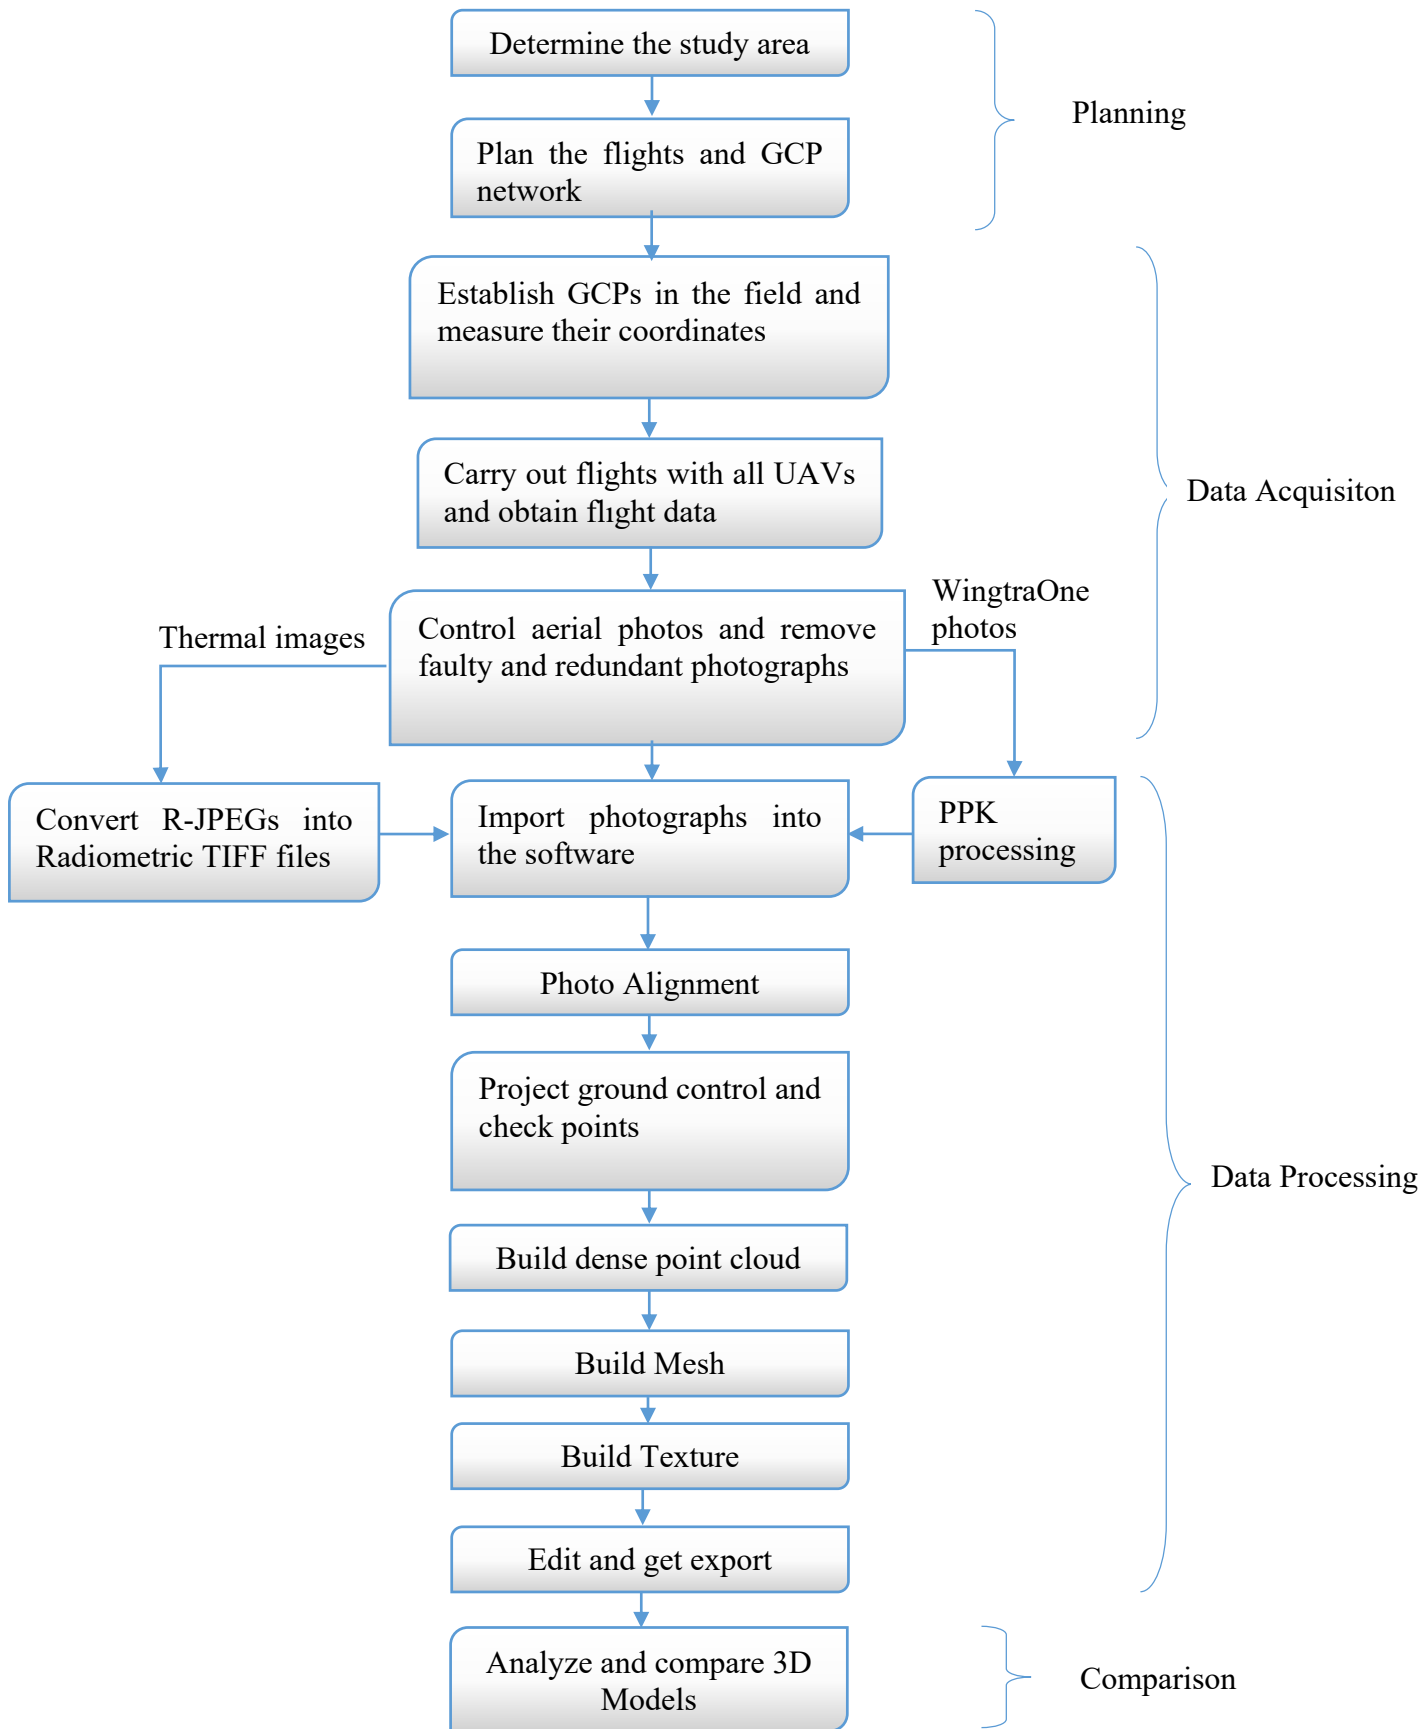 Determine the study area
Planning
Plan the flights and GCP
network
Establish GCPs in the field and
measure their coordinates
Carry out flights with all UAVs
and obtain flıght data
Data Acquisiton
WingtraOne
photos
Thermal images
Control aerial photos and remove
faulty and redundant photographs
Convert R-JPEGs into
Radiometric TIFF files
Import photographs into
the software
PPK
processing
Photo Alignment
Project ground control and
check points
Data Processing
Build dense point cloud
Build Mesh
Build Texture
Edit and get export
Analyze and compare 3D
Models
Comparison